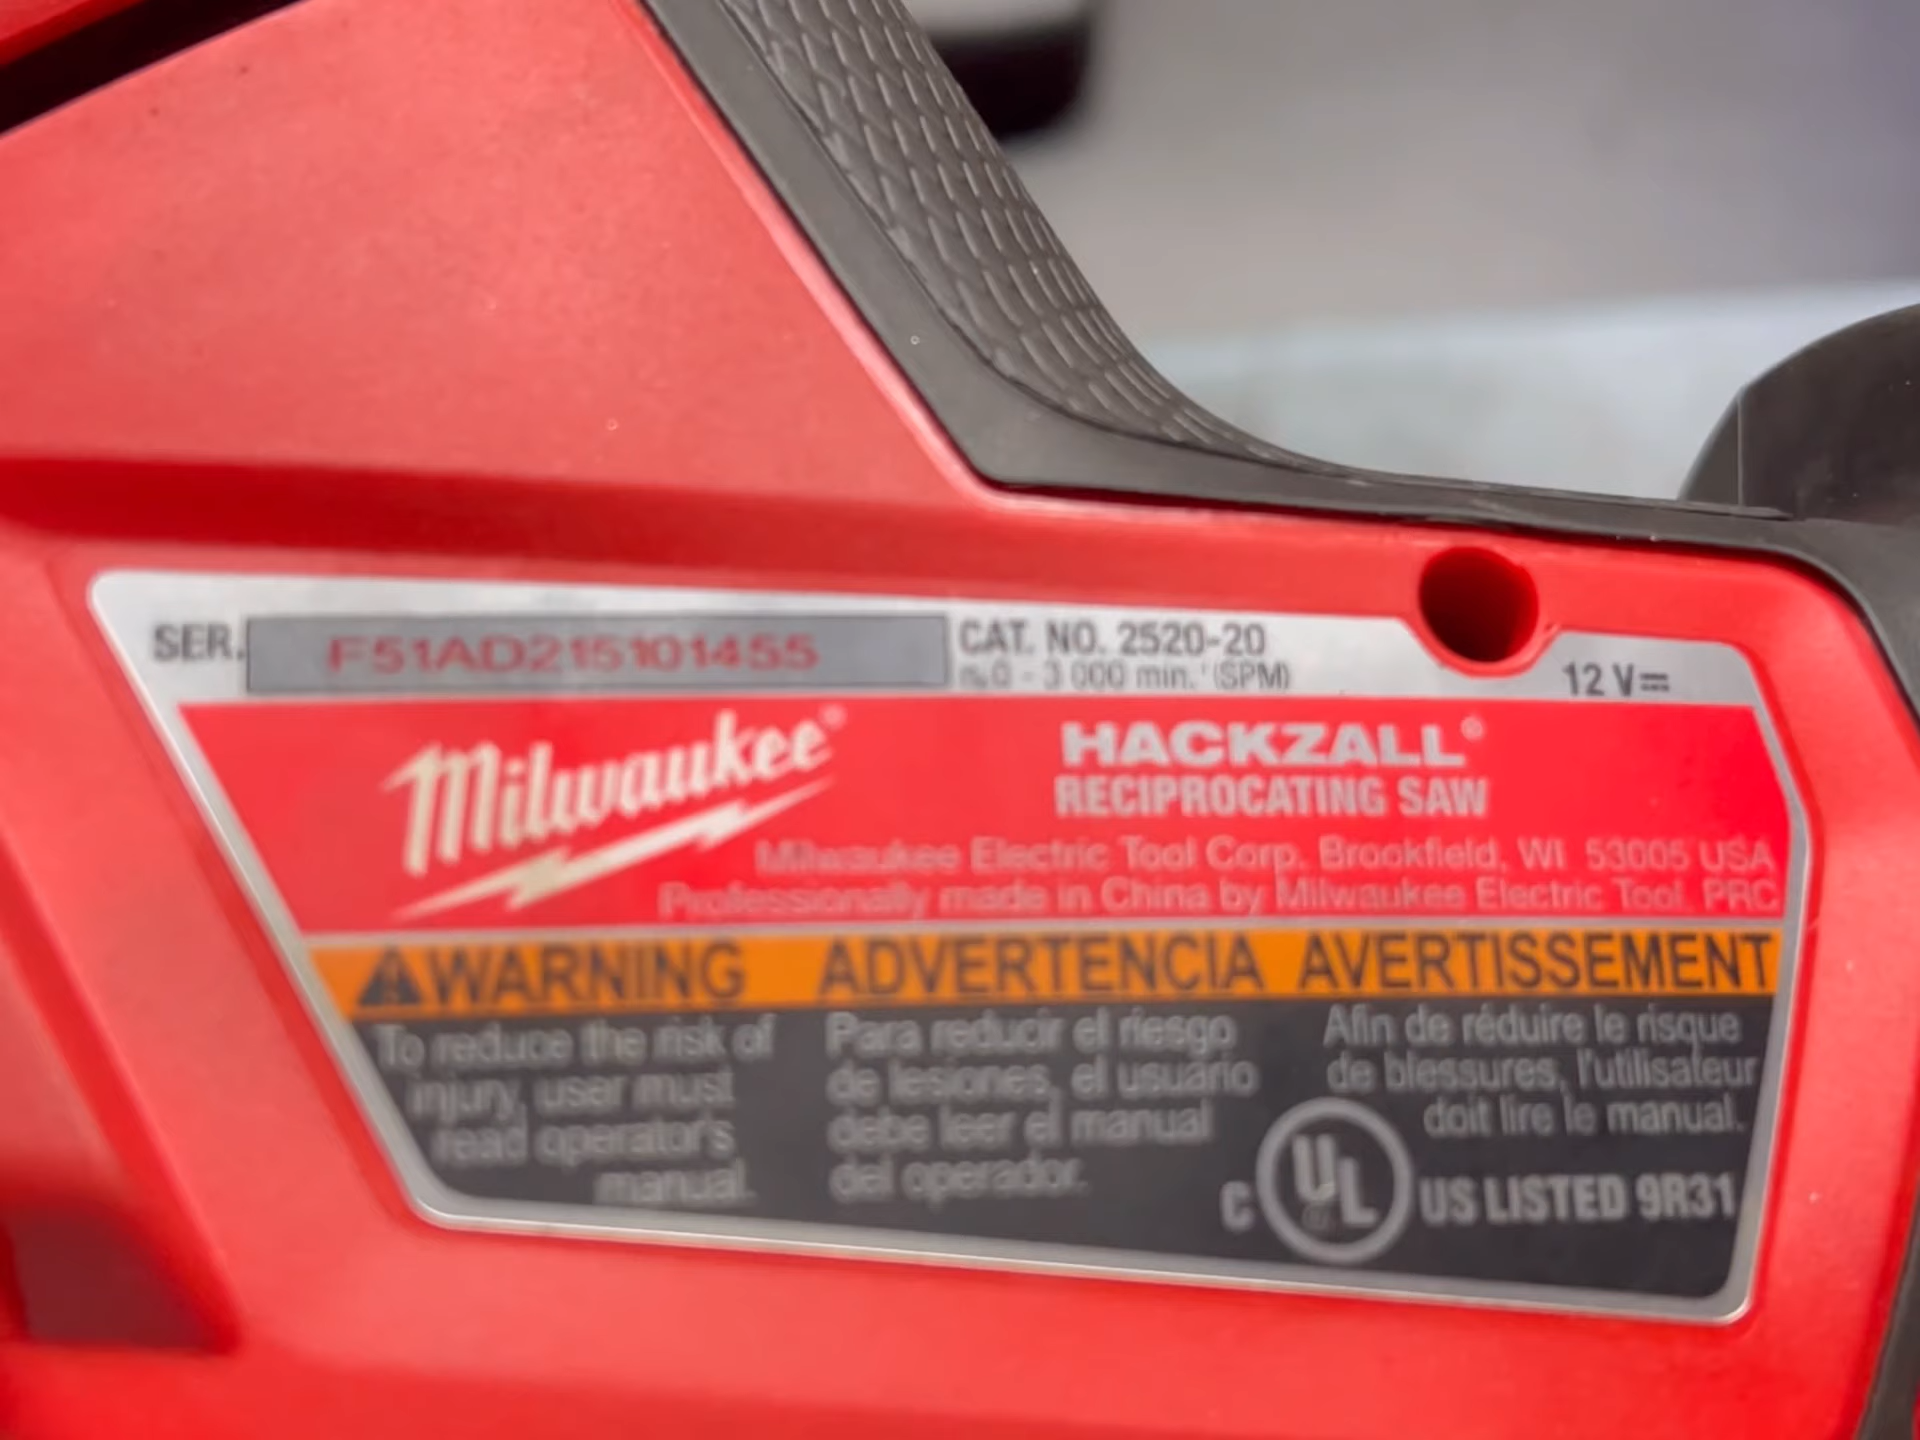 SER. F51AD215101455
CAT. NO. 2520-20
n₀ 0 - 3 000 min.⁻¹ (SPM)
12 V⎓
Milwaukee®
HACKZALL®
RECIPROCATING SAW
Milwaukee Electric Tool Corp. Brookfield, WI 53005 USA
Professionally made in China by Milwaukee Electric Tool. PRC
WARNING
To reduce the risk of
injury, user must
read operator's
manual.
ADVERTENCIA
Para reducir el riesgo
de lesiones, el usuario
debe leer el manual
del operador.
AVERTISSEMENT
Afin de réduire le risque
de blessures, l'utilisateur
doit lire le manual.
C UL US LISTED 9R31